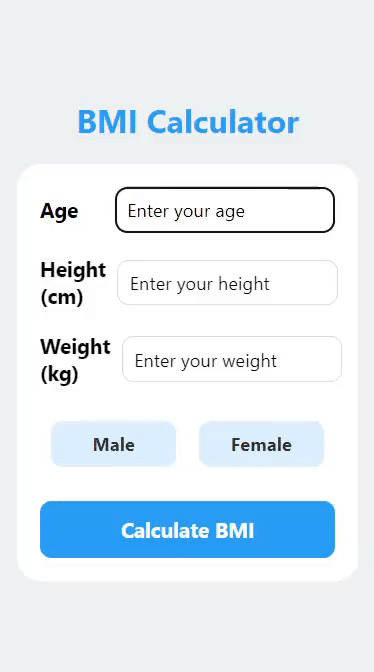 BMI Calculator
Age
Enter your age
Height
(cm)
Enter your height
Weight
(kg)
Enter your weight
Male
Female
Calculate BMI